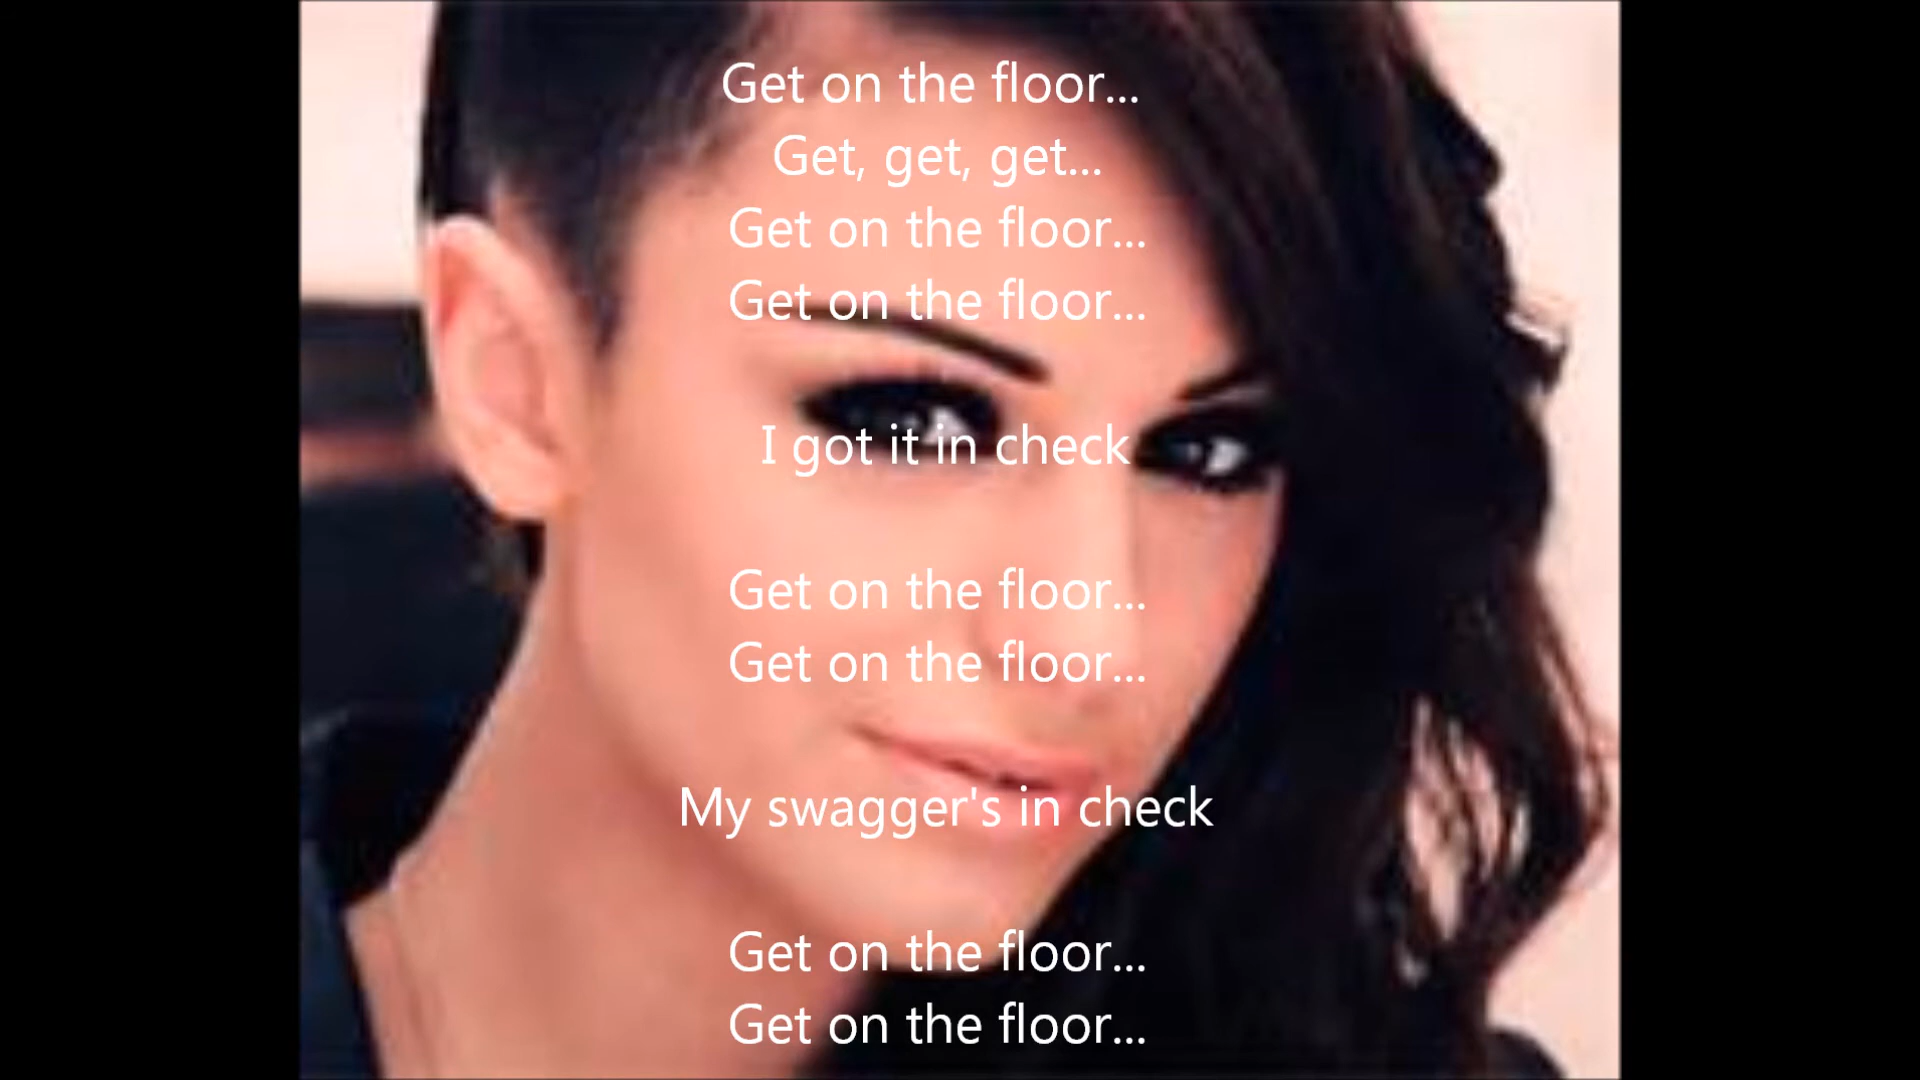 Get on the floor...
Get, get, get...
Get on the floor...
Get on the floor...
I got it in check
Get on the floor...
Get on the floor...
My swagger's in check
Get on the floor...
Get on the floor...